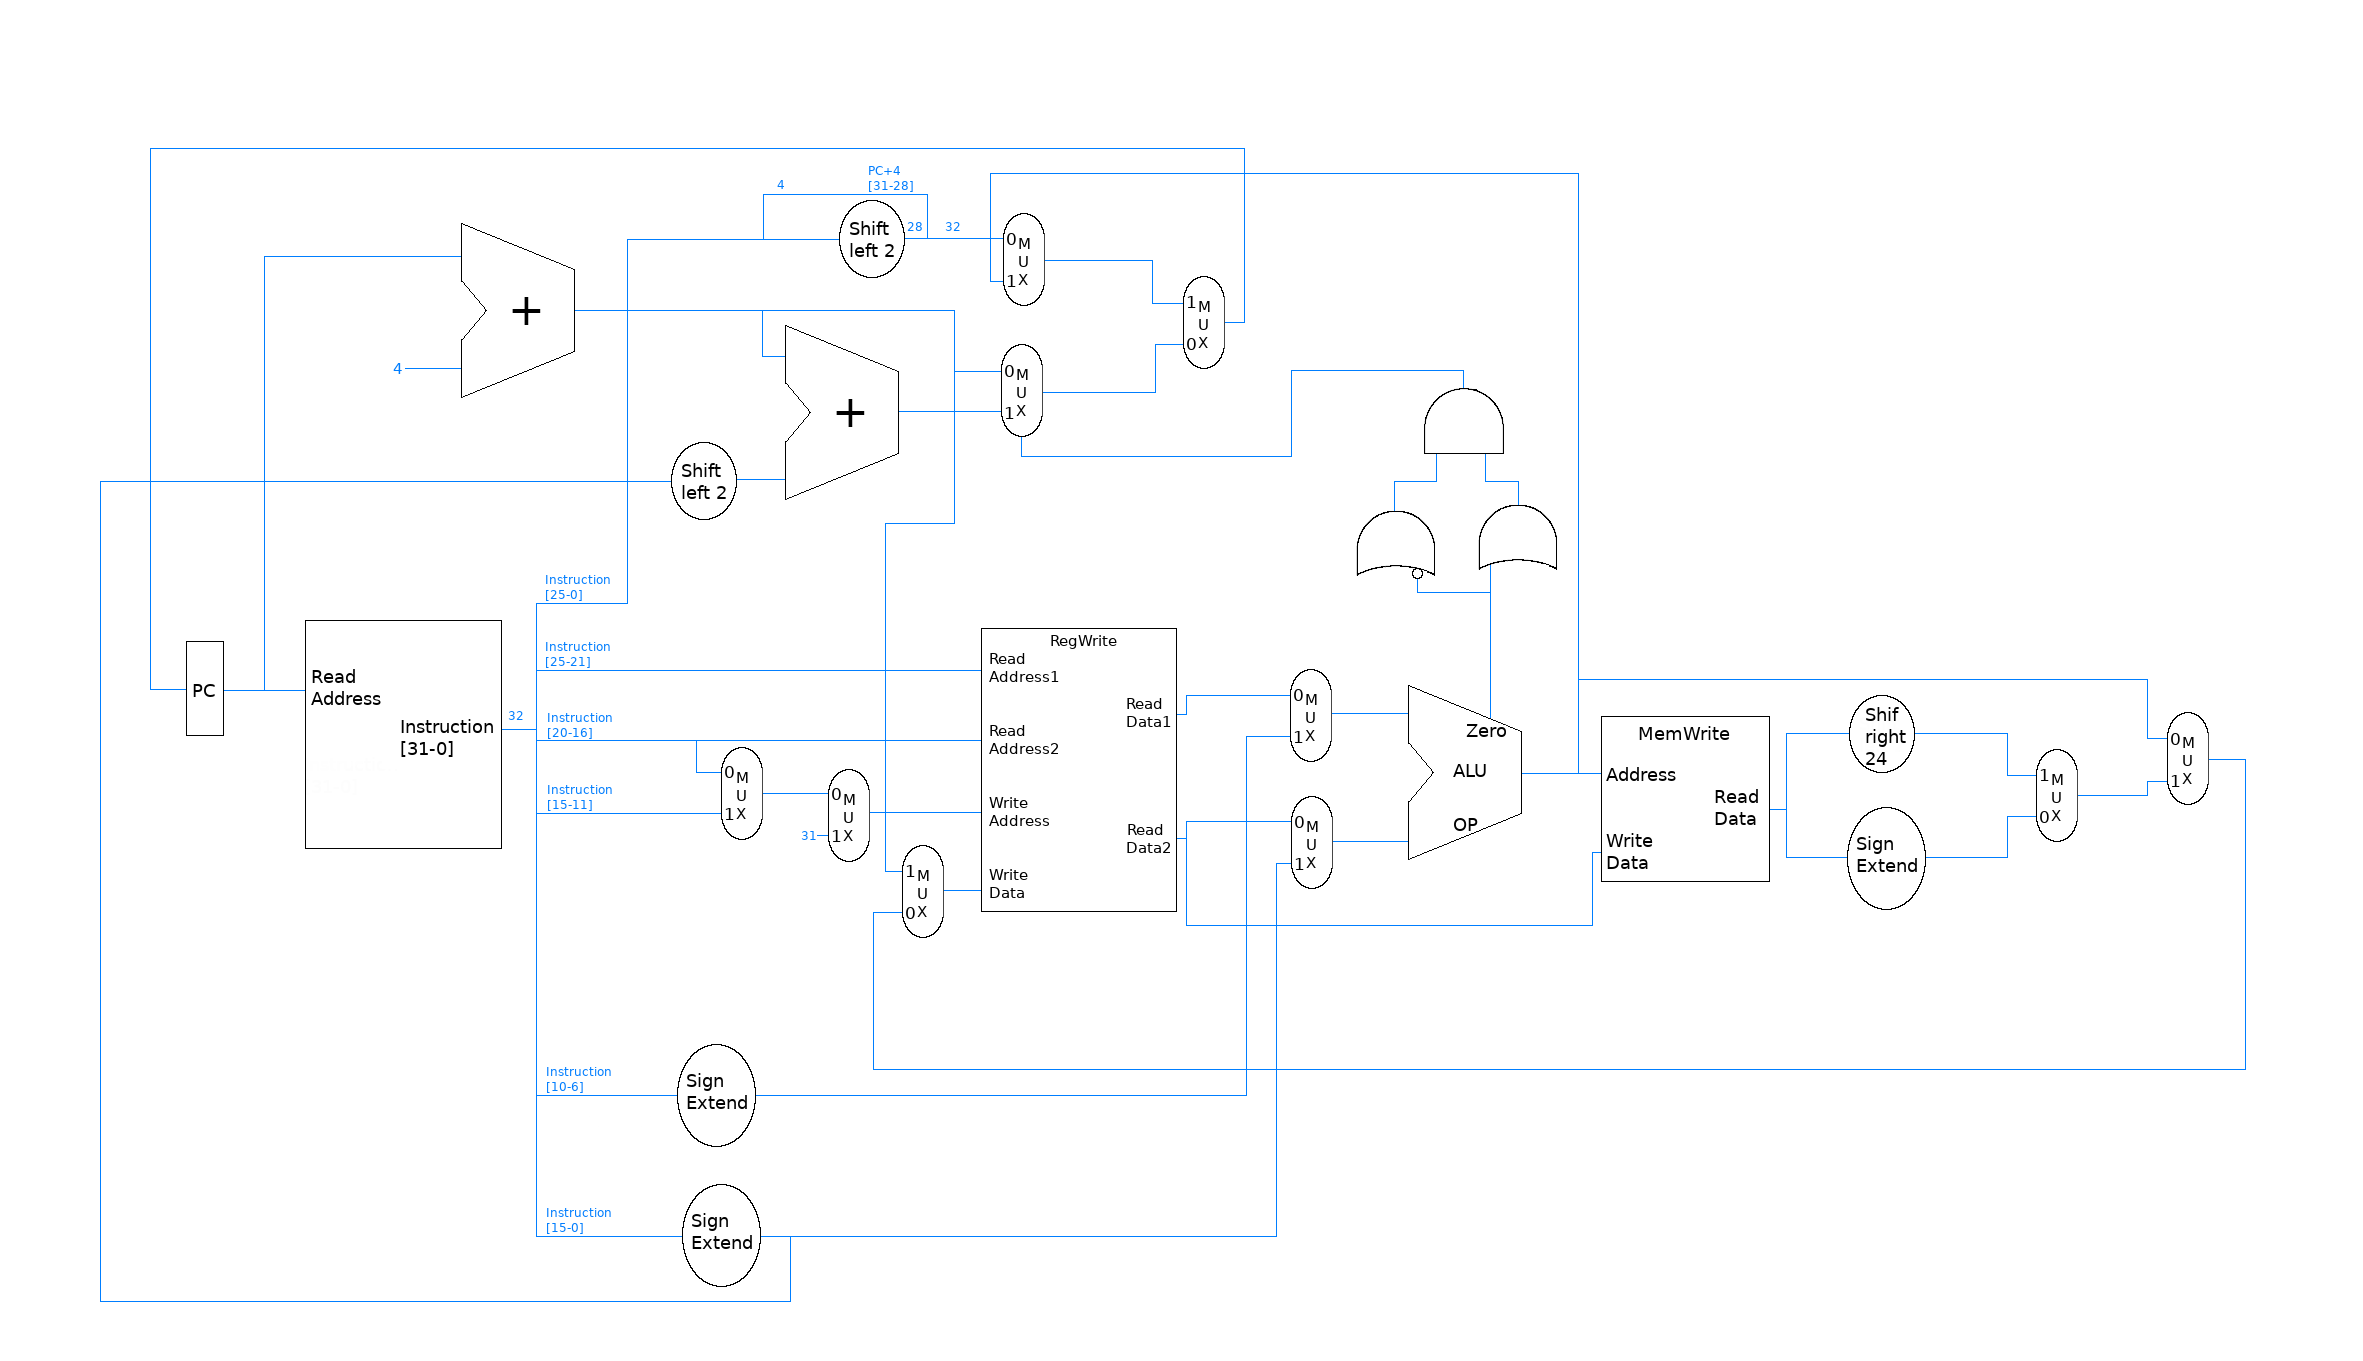 PC+4
4
[31-28]
Shift
left 2
28
32
0
M
U
1
X
1
M
U
0
X
+
4
0
M
U
1
X
+
Shift
left 2
Instruction
[25-0]
Instruction
[25-21]
PC
Read
Address
Instruction
[31-0]
32
Instruction
[20-16]
Instruction
[15-11]
0
M
U
1
X
0
M
U
31
1
X
1
M
U
0
X
RegWrite
Read
Address1
Read
Data1
Read
Address2
Write
Address
Read
Data2
Write
Data
0
M
U
1
X
0
M
U
1
X
Zero
ALU
OP
MemWrite
Address
Read
Data
Write
Data
Shif
right
24
Sign
Extend
1
M
U
0
X
0
M
U
1
X
Instruction
[10-6]
Sign
Extend
Instruction
[15-0]
Sign
Extend